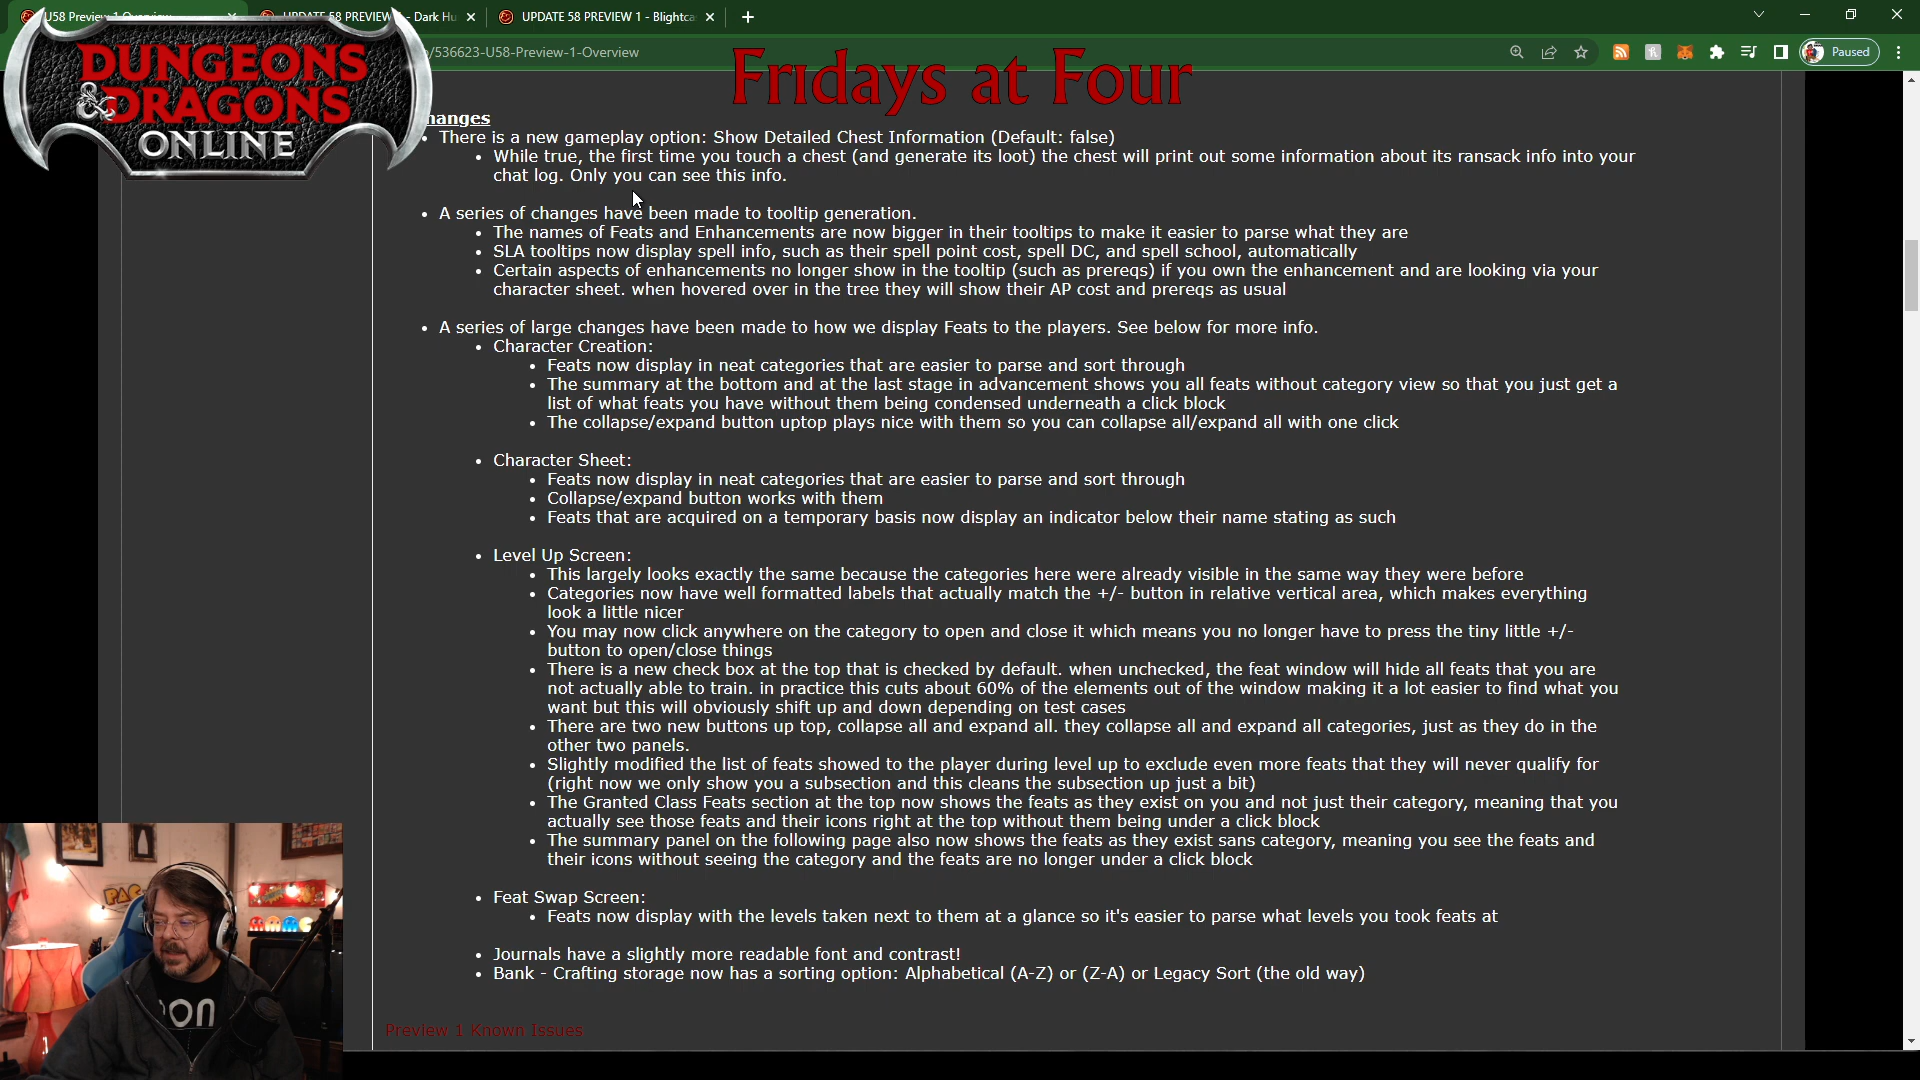 U58 Preview 1 Overview
UPDATE 58 PREVIEW - Dark Hu
UPDATE 58 PREVIEW 1 - Blightca
/536623-U58-Preview-1-Overview
Paused
DUNGEONS
& DRAGONS
ONLINE
Fridays at Four
hanges
There is a new gameplay option: Show Detailed Chest Information (Default: false)
While true, the first time you touch a chest (and generate its loot) the chest will print out some information about its ransack info into your
chat log. Only you can see this info.
A series of changes have been made to tooltip generation.
The names of Feats and Enhancements are now bigger in their tooltips to make it easier to parse what they are
SLA tooltips now display spell info, such as their spell point cost, spell DC, and spell school, automatically
Certain aspects of enhancements no longer show in the tooltip (such as prereqs) if you own the enhancement and are looking via your
character sheet. when hovered over in the tree they will show their AP cost and prereqs as usual
A series of large changes have been made to how we display Feats to the players. See below for more info.
Character Creation:
Feats now display in neat categories that are easier to parse and sort through
The summary at the bottom and at the last stage in advancement shows you all feats without category view so that you just get a
list of what feats you have without them being condensed underneath a click block
The collapse/expand button uptop plays nice with them so you can collapse all/expand all with one click
Character Sheet:
Feats now display in neat categories that are easier to parse and sort through
Collapse/expand button works with them
Feats that are acquired on a temporary basis now display an indicator below their name stating as such
Level Up Screen:
This largely looks exactly the same because the categories here were already visible in the same way they were before
Categories now have well formatted labels that actually match the +/- button in relative vertical area, which makes everything
look a little nicer
You may now click anywhere on the category to open and close it which means you no longer have to press the tiny little +/-
button to open/close things
There is a new check box at the top that is checked by default. when unchecked, the feat window will hide all feats that you are
not actually able to train. in practice this cuts about 60% of the elements out of the window making it a lot easier to find what you
want but this will obviously shift up and down depending on test cases
There are two new buttons up top, collapse all and expand all. they collapse all and expand all categories, just as they do in the
other two panels.
Slightly modified the list of feats showed to the player during level up to exclude even more feats that they will never qualify for
(right now we only show you a subsection and this cleans the subsection up just a bit)
The Granted Class Feats section at the top now shows the feats as they exist on you and not just their category, meaning that you
actually see those feats and their icons right at the top without them being under a click block
The summary panel on the following page also now shows the feats as they exist sans category, meaning you see the feats and
their icons without seeing the category and the feats are no longer under a click block
Feat Swap Screen:
Feats now display with the levels taken next to them at a glance so it's easier to parse what levels you took feats at
Journals have a slightly more readable font and contrast!
Bank - Crafting storage now has a sorting option: Alphabetical (A-Z) or (Z-A) or Legacy Sort (the old way)
Preview 1 Known Issues